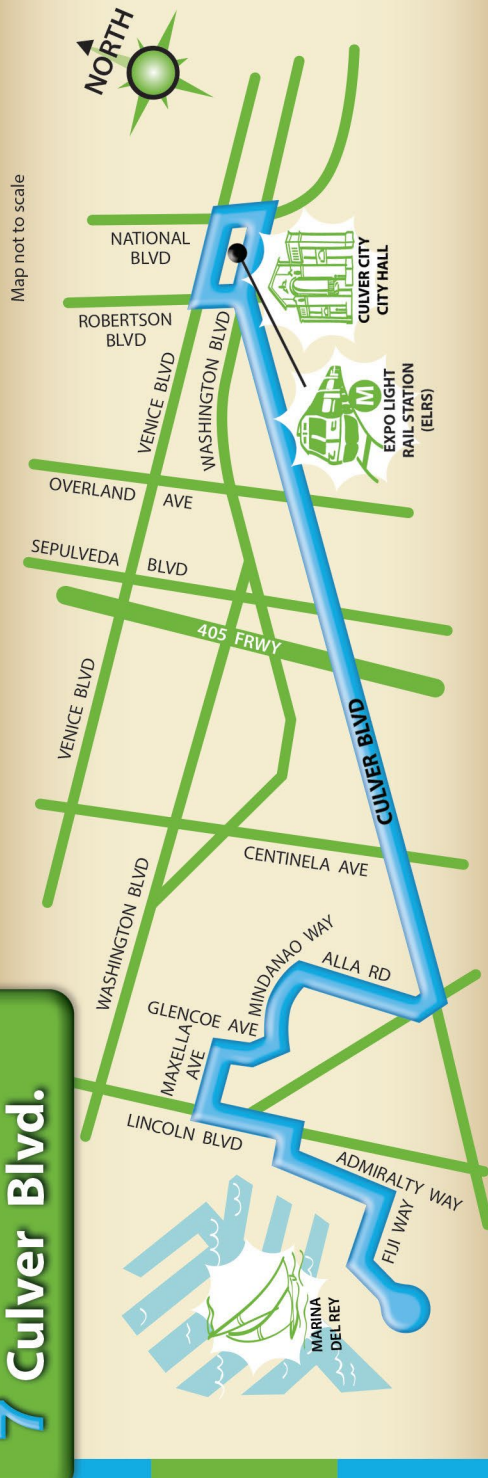 7 Culver Blvd.
Map not to scale
NORTH
NATIONAL
BLVD
ROBERTSON
BLVD
VENICE BLVD
WASHINGTON BLVD
OVERLAND AVE
SEPULVEDA BLVD
405 FRWY
VENICE BLVD
WASHINGTON BLVD
CENTINELA AVE
CULVER BLVD
CULVER CITY
CITY HALL
M
EXPO LIGHT
RAIL STATION
(ELRS)
MINDANAO WAY
ALLA RD
GLENCOE AVE
MAXELLA
AVE
LINCOLN BLVD
ADMIRALTY WAY
FIJI WAY
MARINA
DEL REY